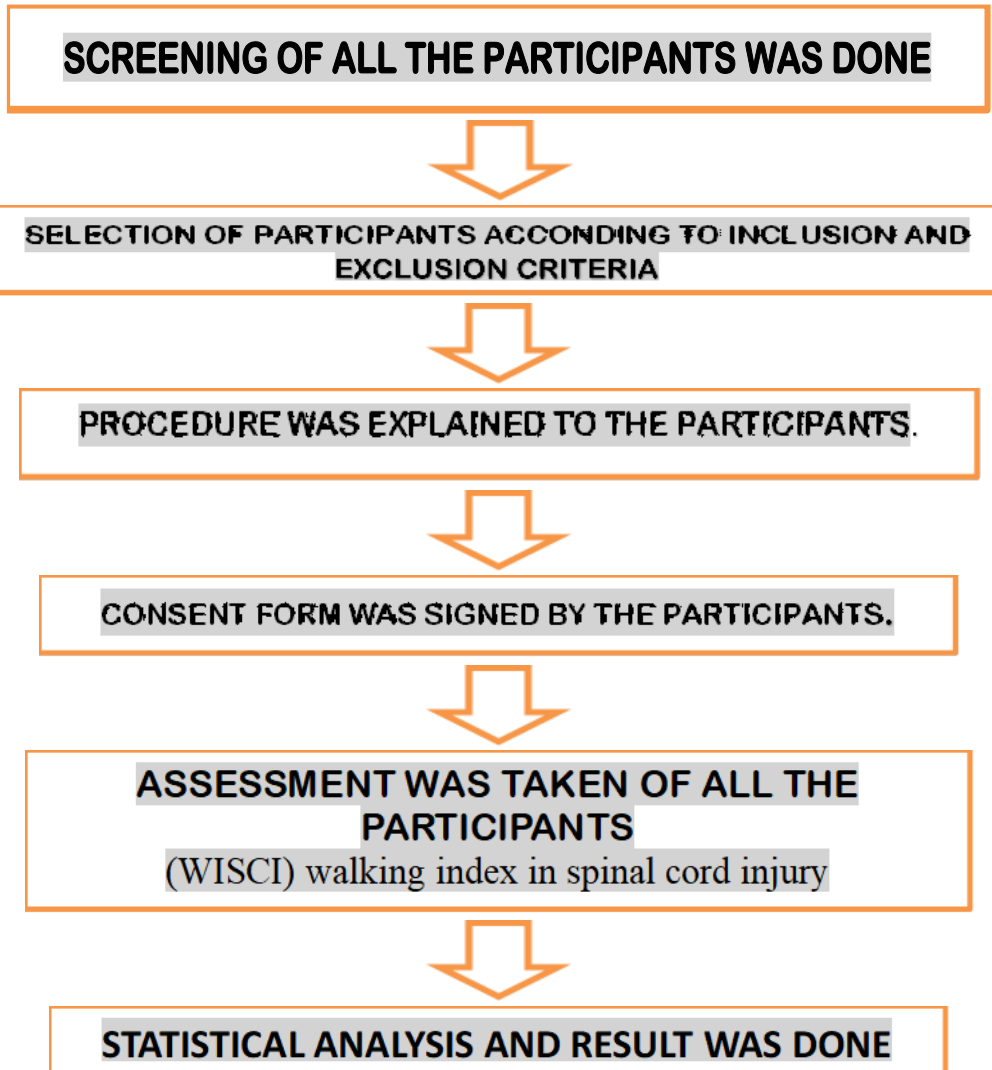 SCREENING OF ALL THE PARTICIPANTS WAS DONE
SELECTION OF PARTICIPANTS ACCONDING TO INCLUSION AND
EXCLUSION CRITERIA
PROCEDURE WAS EXPLAINED TO THE PARTICIPANTS.
CONSENT FORM WAS SIGNED BY THE PARTICIPANTS.
ASSESSMENT WAS TAKEN OF ALL THE
PARTICIPANTS
(WISCI) walking index in spinal cord injury
STATISTICAL ANALYSIS AND RESULT WAS DONE